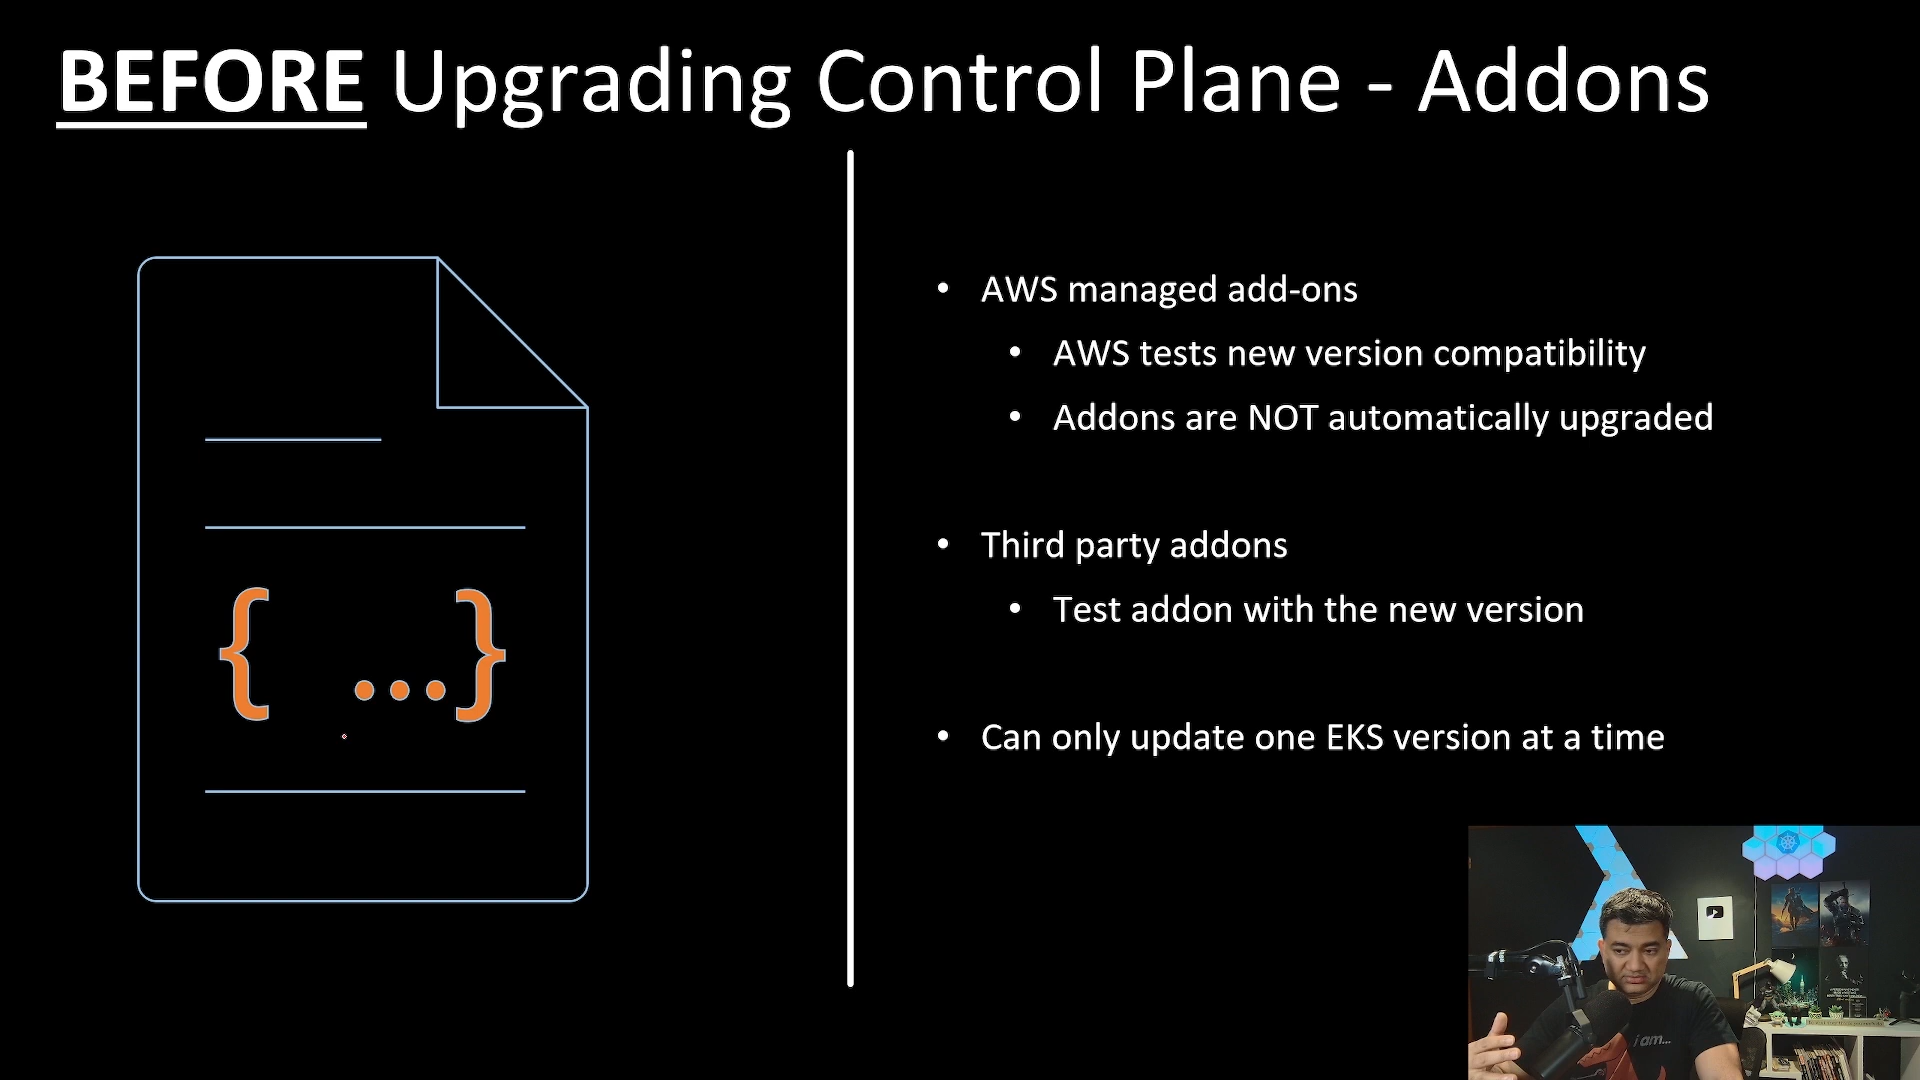 BEFORE Upgrading Control Plane - Addons
• AWS managed add-ons
• AWS tests new version compatibility
• Addons are NOT automatically upgraded
{ ...}
• Third party addons
• Test addon with the new version
• Can only update one EKS version at a time
i am...